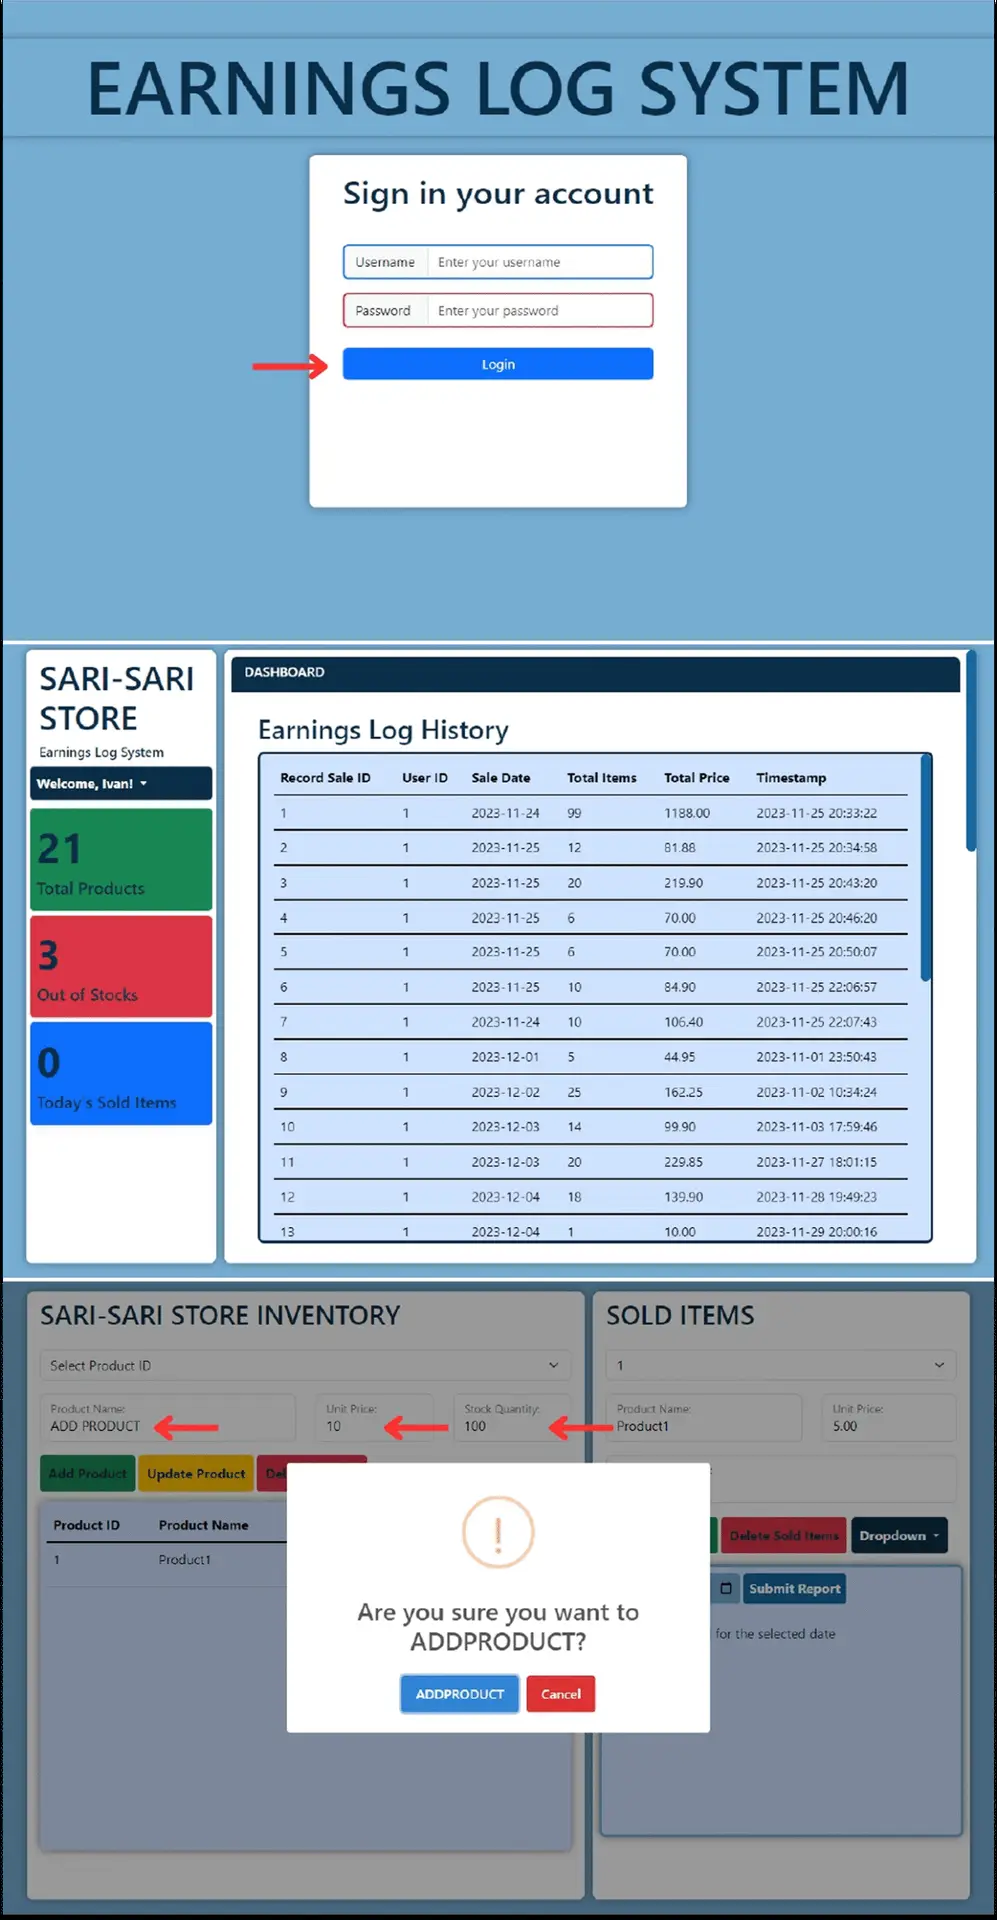 EARNINGS LOG SYSTEM
Sign in your account
Username Enter your username
Password Enter your password
Login
SARI-SARI
STORE
Earnings Log System
Welcome, Ivan!
21
Total Products
3
Out of Stocks
0
Today's Sold Items
DASHBOARD
Earnings Log History
Record Sale ID User ID Sale Date Total Items Total Price Timestamp
1 1 2023-11-24 99 1188.00 2023-11-25 20:33:22
2 1 2023-11-25 12 81.88 2023-11-25 20:34:58
3 1 2023-11-25 20 219.90 2023-11-25 20:43:20
4 1 2023-11-25 6 70.00 2023-11-25 20:46:20
5 1 2023-11-25 6 70.00 2023-11-25 20:50:07
6 1 2023-11-25 10 84.90 2023-11-25 22:06:57
7 1 2023-11-24 10 106.40 2023-11-25 22:07:43
8 1 2023-12-01 5 44.95 2023-11-01 23:50:43
9 1 2023-12-02 25 162.25 2023-11-02 10:34:24
10 1 2023-12-03 14 99.90 2023-11-03 17:59:46
11 1 2023-12-03 20 229.85 2023-11-27 18:01:15
12 1 2023-12-04 18 139.90 2023-11-28 19:49:23
13 1 2023-12-04 1 10.00 2023-11-29 20:00:16
SARI-SARI STORE INVENTORY
Select Product ID
Product Name: Unit Price: Stock Quantity:
ADD PRODUCT 10 100
Add Product Update Product Del
Product ID Product Name
1 Product1
SOLD ITEMS
1
Product Name: Unit Price:
Product1 5.00
Delete Sold Items Dropdown
Submit Report
for the selected date
!
Are you sure you want to
ADDPRODUCT?
ADDPRODUCT Cancel